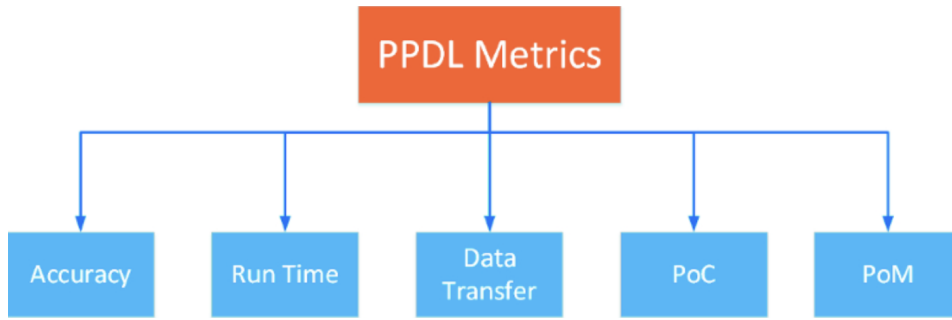 PPDL Metrics
Accuracy
Run Time
Data
Transfer
PoC
PoM